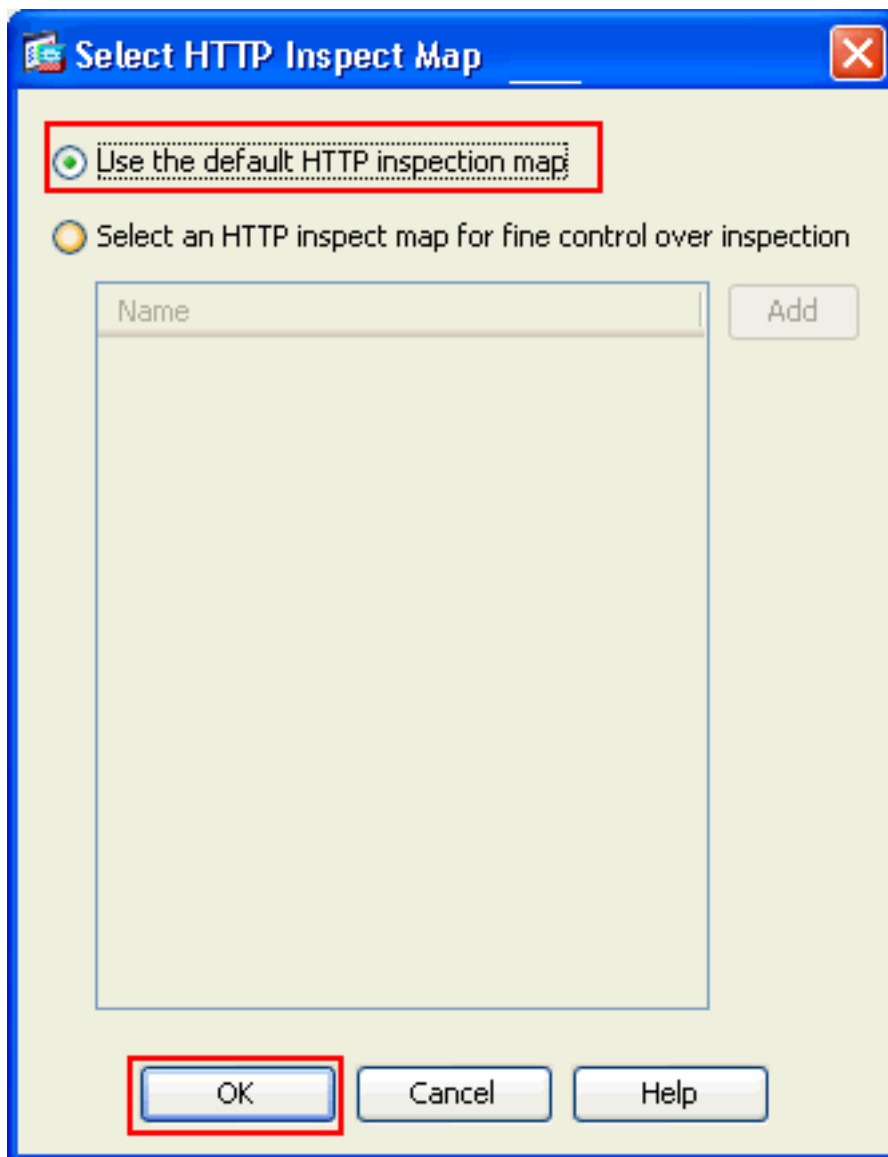 Select HTTP Inspect Map
Use the default HTTP inspection map
Select an HTTP inspect map for fine control over inspection
Name
Add
OK
Cancel
Help